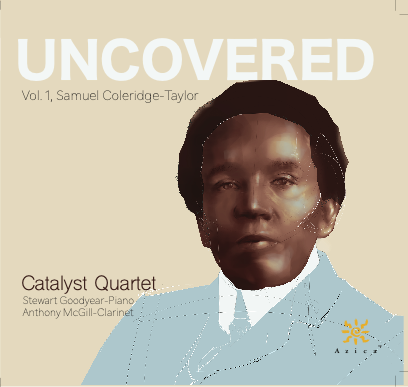 UNCOVERED
Vol. 1, Samuel Coleridge-Taylor
Catalyst Quartet
Stewart Goodyear-Piano
Anthony McGill-Clarinet
Azica